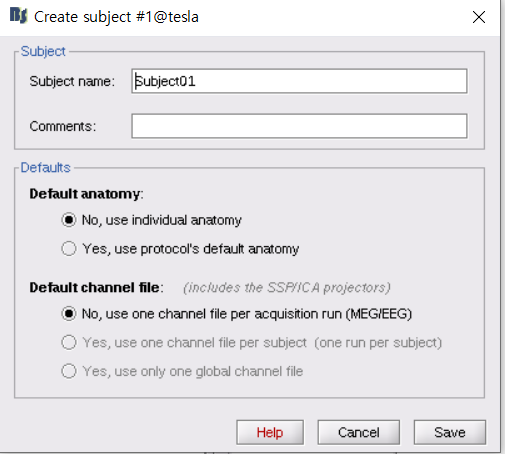 Create subject #1@tesla
Subject
Subject name: Subject01
Comments:
Defaults
Default anatomy:
No, use individual anatomy
Yes, use protocol's default anatomy
Default channel file: (includes the SSP/ICA projectors)
No, use one channel file per acquisition run (MEG/EEG)
Yes, use one channel file per subject (one run per subject)
Yes, use only one global channel file
Help Cancel Save